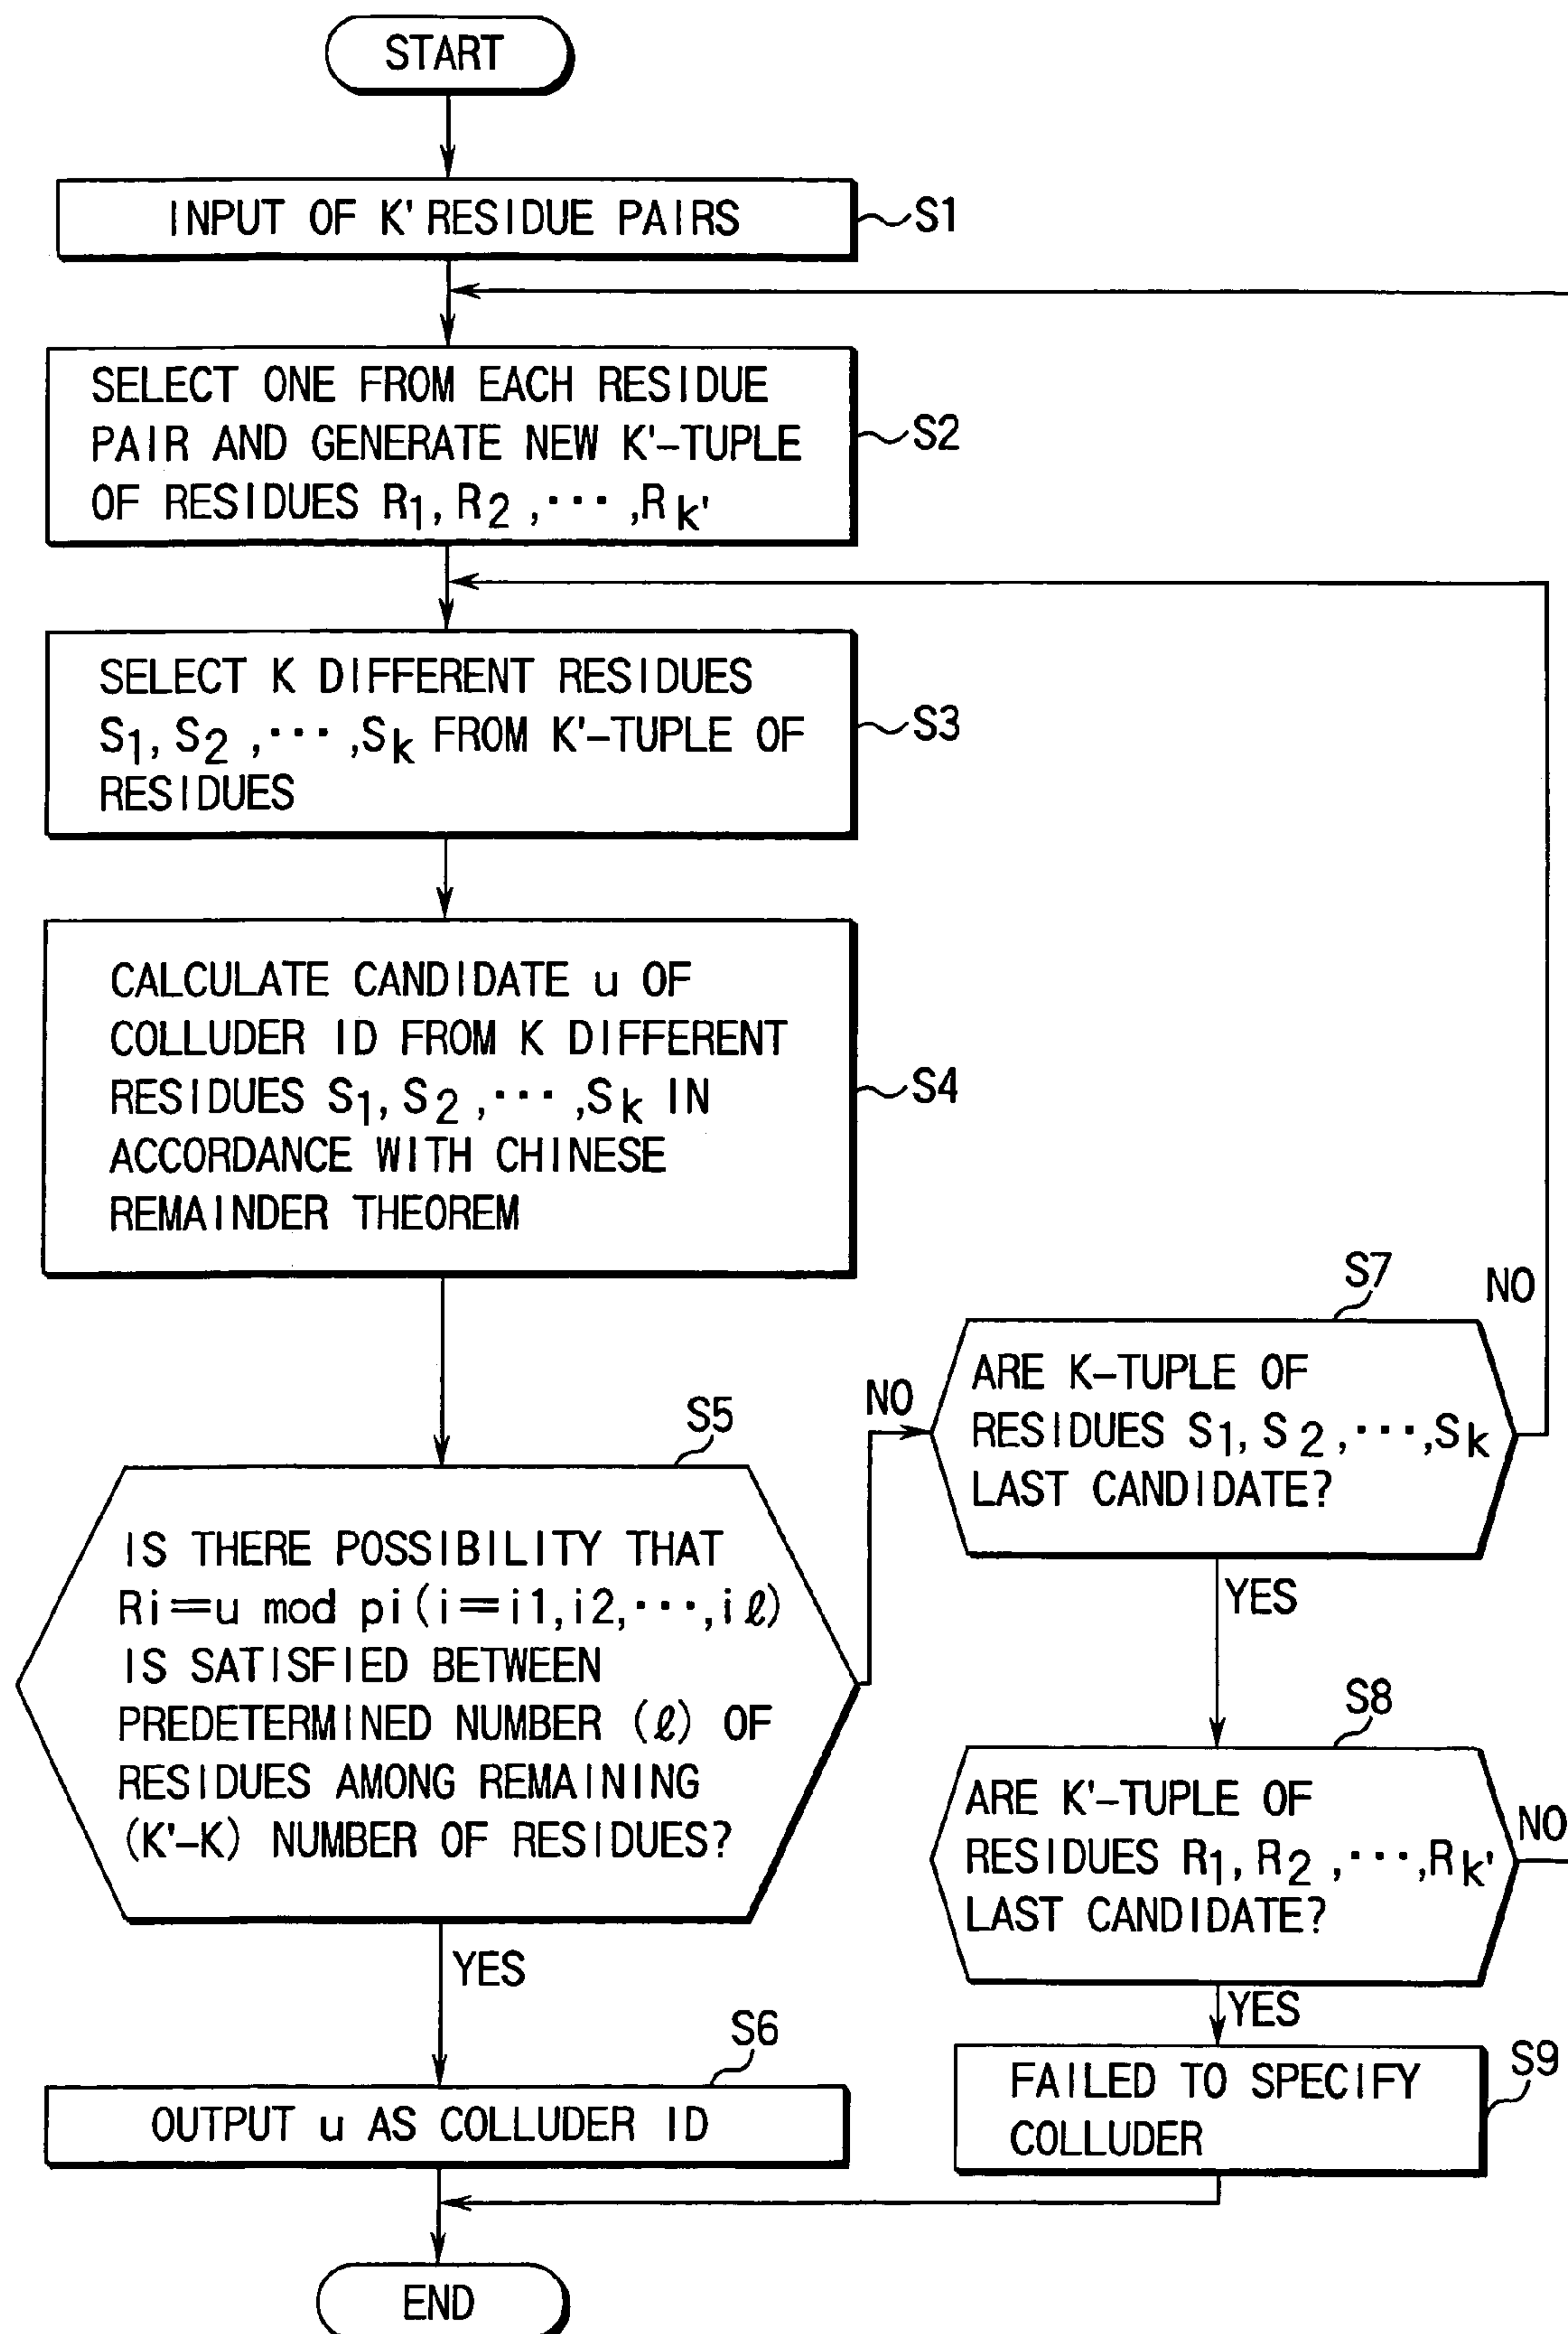 START
INPUT OF K' RESIDUE PAIRS
S1
SELECT ONE FROM EACH RESIDUE
PAIR AND GENERATE NEW K'-TUPLE
OF RESIDUES R1, R2 ,··· ,Rk'
S2
SELECT K DIFFERENT RESIDUES
S1, S2 ,··· ,Sk FROM K'-TUPLE OF
RESIDUES
S3
CALCULATE CANDIDATE u OF
COLLUDER ID FROM K DIFFERENT
RESIDUES S1, S2 ,··· ,Sk IN
ACCORDANCE WITH CHINESE
REMAINDER THEOREM
S4
S5
IS THERE POSSIBILITY THAT
Ri=u mod pi(i=i1,i2,···,iℓ)
IS SATISFIED BETWEEN
PREDETERMINED NUMBER (ℓ) OF
RESIDUES AMONG REMAINING
(K'-K) NUMBER OF RESIDUES?
NO
YES
S6
OUTPUT u AS COLLUDER ID
S7
NO
ARE K-TUPLE OF
RESIDUES S1, S2 ,···,Sk
LAST CANDIDATE?
YES
S8
ARE K'-TUPLE OF
RESIDUES R1, R2 ,···,Rk'
LAST CANDIDATE?
NO
YES
S9
FAILED TO SPECIFY
COLLUDER
END